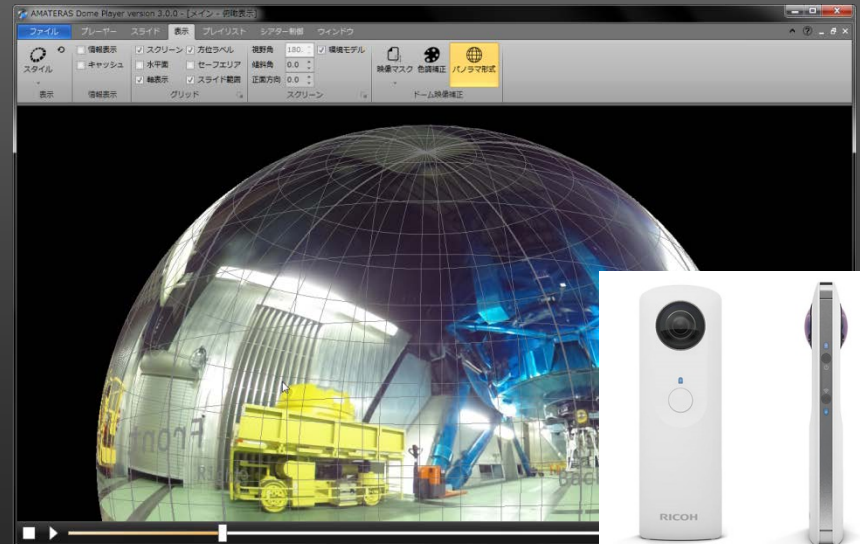 AMATERAS Dome Player version 3.0.0 - [メイン - 俯瞰表示]
ファイル プレーヤー スライド 表示 プレイリスト シアター制御 ウィンドウ
スタイル
情報表示
キャッシュ
スクリーン 方位ラベル
水平面 セーフエリア
軸表示 スライド範囲
視野角 180. 環境モデル
傾斜角 0.0
正面方向 0.0
映像マスク 色調補正 パノラマ形式
表示 情報表示 グリッド スクリーン ドーム映像補正
Front
Back
RICOH